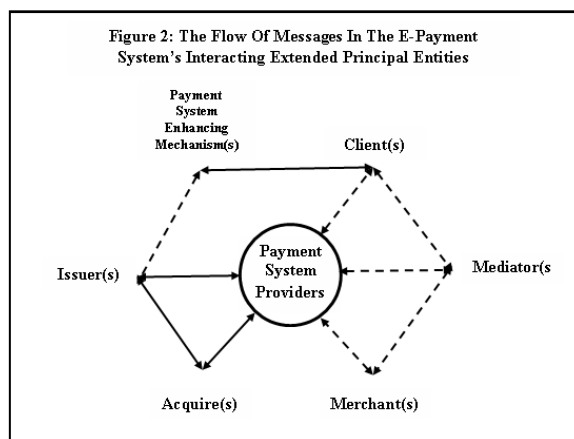 Figure 2: The Flow Of Messages In The E-Payment
System's Interacting Extended Principal Entities
Payment
System
Enhancing
Mechanism(s)
Client(s)
Payment
System
Providers
Issuer(s)
Mediator(s
Acquire(s)
Merchant(s)